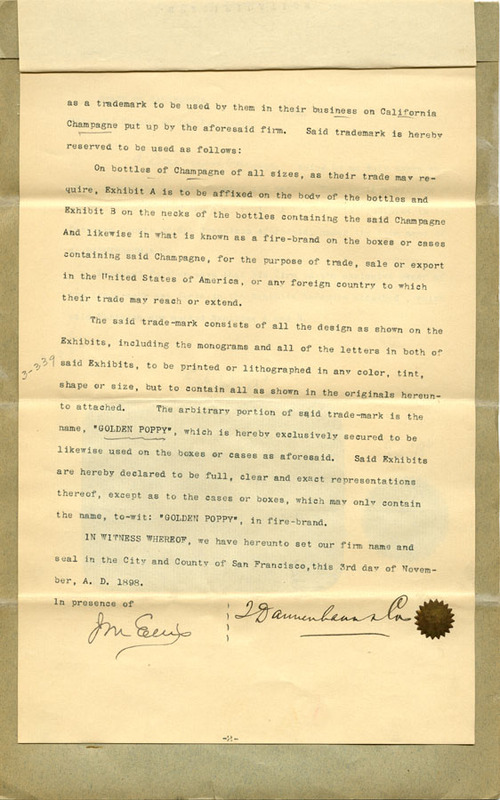 as a trademark to be used by them in their business on California
Champagne put up by the aforesaid firm. Said trademark is hereby
reserved to be used as follows:
On bottles of Champagne of all sizes, as their trade may re-
quire, Exhibit A is to be affixed on the body of the bottles and
Exhibit B on the necks of the bottles containing the said Champagne
And likewise in what is known as a fire-brand on the boxes or cases
containing said Champagne, for the purpose of trade, sale or export
in the United States of America, or any foreign country to which
their trade may reach or extend.
The said trade-mark consists of all the design as shown on the
Exhibits, including the monograms and all of the letters in both of
3-339
said Exhibits, to be printed or lithographed in any color, tint,
shape or size, but to contain all as shown in the originals hereun-
to attached. The arbitrary portion of said trade-mark is the
name, "GOLDEN POPPY", which is hereby exclusively secured to be
likewise used on the boxes or cases as aforesaid. Said Exhibits
are hereby declared to be full, clear and exact representations
thereof, except as to the cases or boxes, which may only contain
the name, to-wit: "GOLDEN POPPY", in fire-brand.
IN WITNESS WHEREOF, we have hereunto set our firm name and
seal in the City and County of San Francisco, this 3rd day of Novem-
ber, A. D. 1898.
In presence of
Dannenbaum & Co